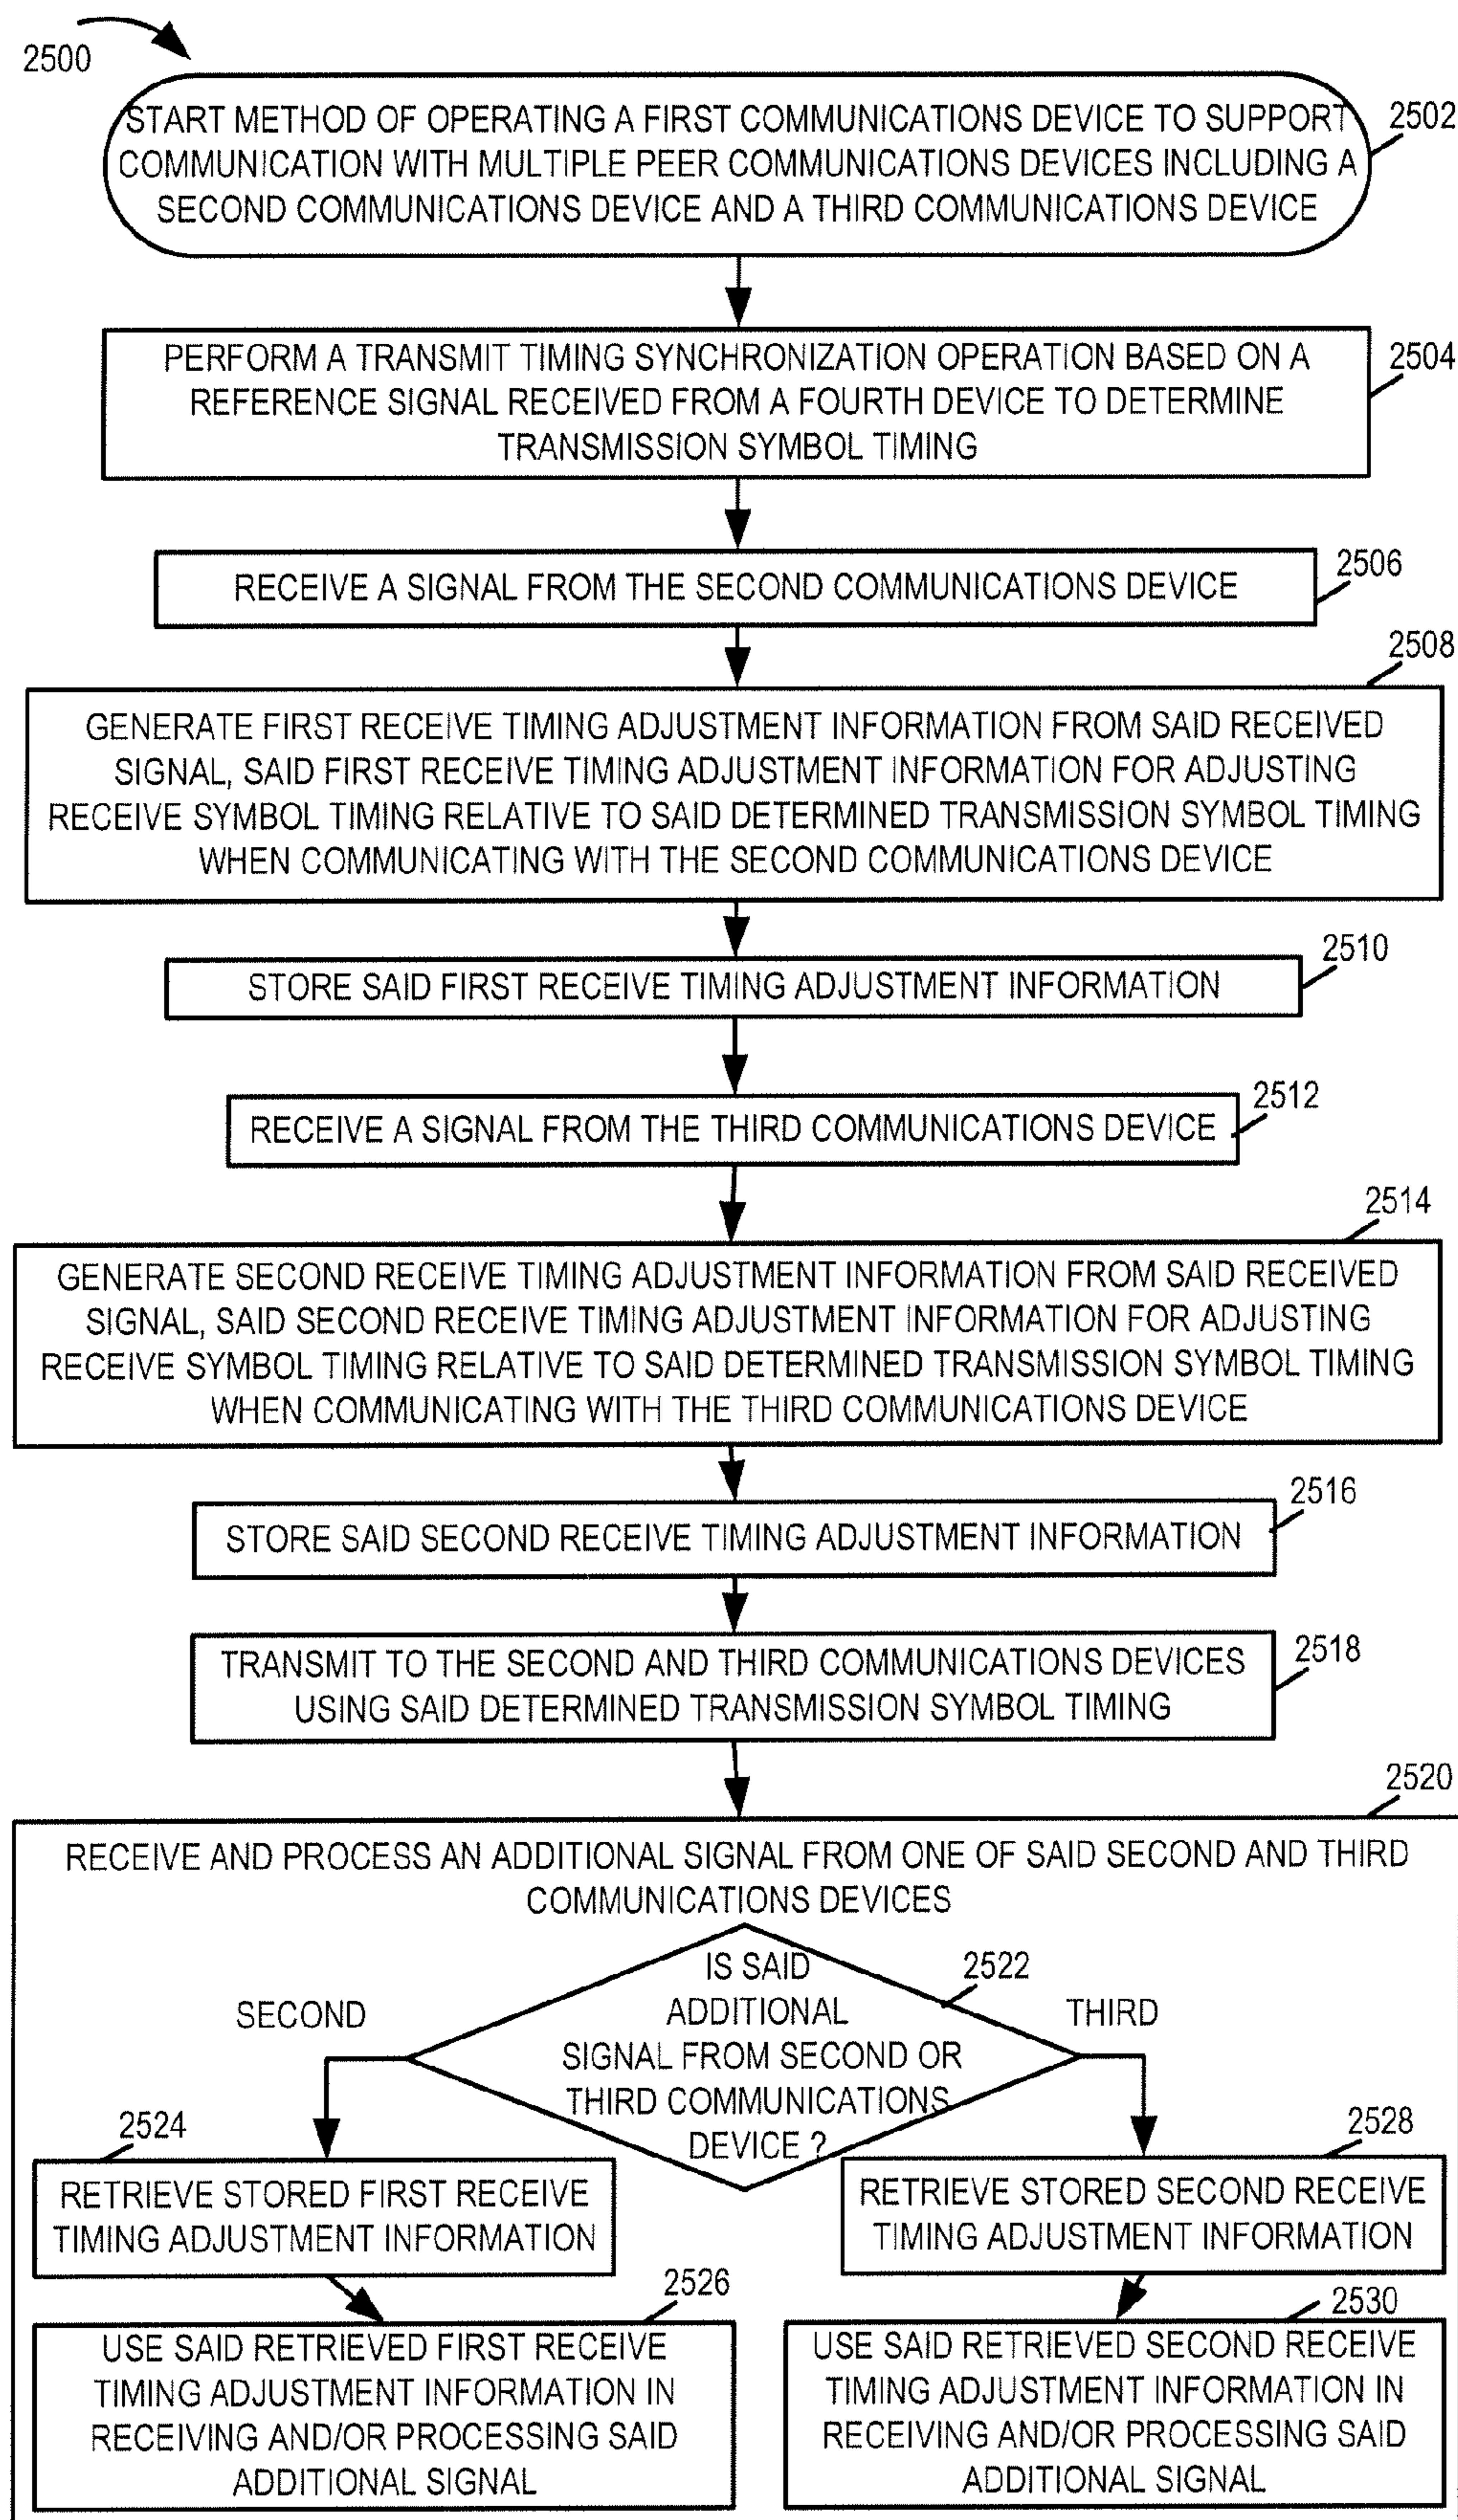 2500
START METHOD OF OPERATING A FIRST COMMUNICATIONS DEVICE TO SUPPORT
COMMUNICATION WITH MULTIPLE PEER COMMUNICATIONS DEVICES INCLUDING A
SECOND COMMUNICATIONS DEVICE AND A THIRD COMMUNICATIONS DEVICE
2502
PERFORM A TRANSMIT TIMING SYNCHRONIZATION OPERATION BASED ON A
REFERENCE SIGNAL RECEIVED FROM A FOURTH DEVICE TO DETERMINE
TRANSMISSION SYMBOL TIMING
2504
RECEIVE A SIGNAL FROM THE SECOND COMMUNICATIONS DEVICE
2506
2508
GENERATE FIRST RECEIVE TIMING ADJUSTMENT INFORMATION FROM SAID RECEIVED
SIGNAL, SAID FIRST RECEIVE TIMING ADJUSTMENT INFORMATION FOR ADJUSTING
RECEIVE SYMBOL TIMING RELATIVE TO SAID DETERMINED TRANSMISSION SYMBOL TIMING
WHEN COMMUNICATING WITH THE SECOND COMMUNICATIONS DEVICE
2510
STORE SAID FIRST RECEIVE TIMING ADJUSTMENT INFORMATION
2512
RECEIVE A SIGNAL FROM THE THIRD COMMUNICATIONS DEVICE
2514
GENERATE SECOND RECEIVE TIMING ADJUSTMENT INFORMATION FROM SAID RECEIVED
SIGNAL, SAID SECOND RECEIVE TIMING ADJUSTMENT INFORMATION FOR ADJUSTING
RECEIVE SYMBOL TIMING RELATIVE TO SAID DETERMINED TRANSMISSION SYMBOL TIMING
WHEN COMMUNICATING WITH THE THIRD COMMUNICATIONS DEVICE
2516
STORE SAID SECOND RECEIVE TIMING ADJUSTMENT INFORMATION
2518
TRANSMIT TO THE SECOND AND THIRD COMMUNICATIONS DEVICES
USING SAID DETERMINED TRANSMISSION SYMBOL TIMING
2520
RECEIVE AND PROCESS AN ADDITIONAL SIGNAL FROM ONE OF SAID SECOND AND THIRD
COMMUNICATIONS DEVICES
IS SAID
ADDITIONAL
SIGNAL FROM SECOND OR
THIRD COMMUNICATIONS
DEVICE ?
2522
SECOND
THIRD
2524
RETRIEVE STORED FIRST RECEIVE
TIMING ADJUSTMENT INFORMATION
2528
RETRIEVE STORED SECOND RECEIVE
TIMING ADJUSTMENT INFORMATION
2526
USE SAID RETRIEVED FIRST RECEIVE
TIMING ADJUSTMENT INFORMATION IN
RECEIVING AND/OR PROCESSING SAID
ADDITIONAL SIGNAL
2530
USE SAID RETRIEVED SECOND RECEIVE
TIMING ADJUSTMENT INFORMATION IN
RECEIVING AND/OR PROCESSING SAID
ADDITIONAL SIGNAL